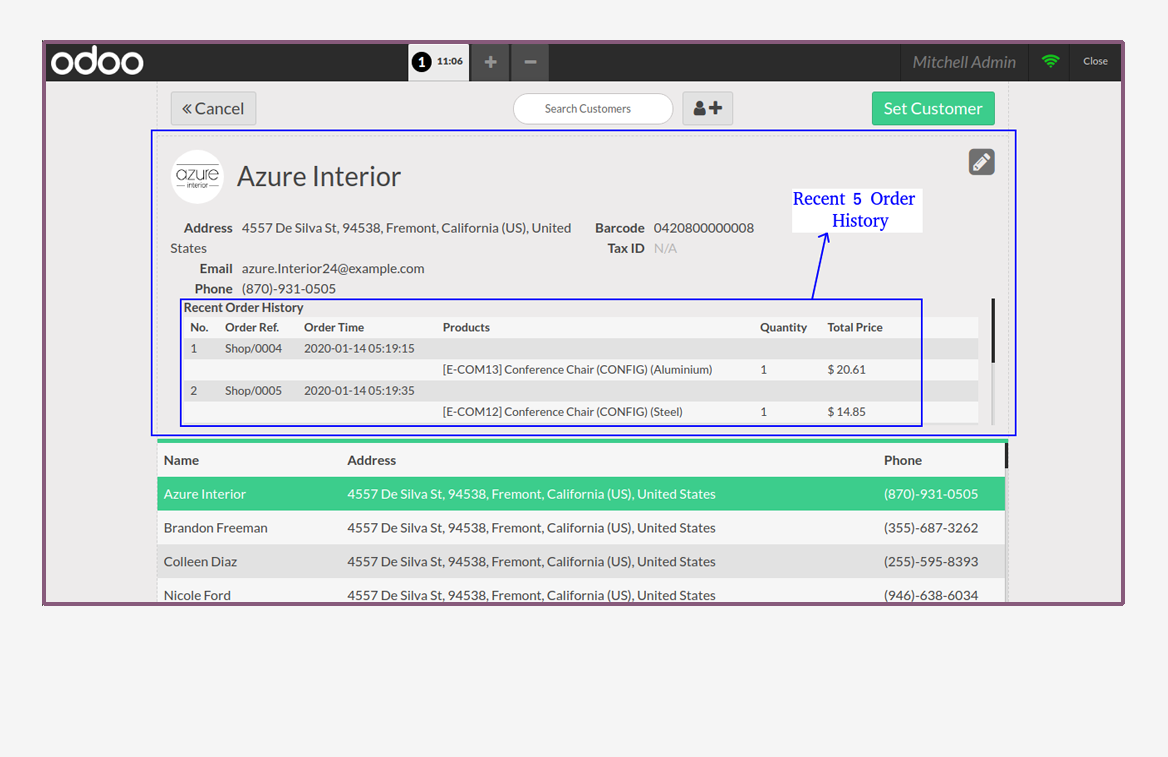 odoo
1 11:06 + − Mitchell Admin Close
« Cancel Search Customers + Set Customer
azure
interior
Azure Interior
Recent 5 Order
History
Address 4557 De Silva St, 94538, Fremont, California (US), United
States
Barcode 0420800000008
Tax ID N/A
Email azure.Interior24@example.com
Phone (870)-931-0505
Recent Order History
No. Order Ref. Order Time Products Quantity Total Price
1 Shop/0004 2020-01-14 05:19:15
[E-COM13] Conference Chair (CONFIG) (Aluminium) 1 $ 20.61
2 Shop/0005 2020-01-14 05:19:35
[E-COM12] Conference Chair (CONFIG) (Steel) 1 $ 14.85
Name Address Phone
Azure Interior 4557 De Silva St, 94538, Fremont, California (US), United States (870)-931-0505
Brandon Freeman 4557 De Silva St, 94538, Fremont, California (US), United States (355)-687-3262
Colleen Diaz 4557 De Silva St, 94538, Fremont, California (US), United States (255)-595-8393
Nicole Ford 4557 De Silva St, 94538, Fremont, California (US), United States (946)-638-6034